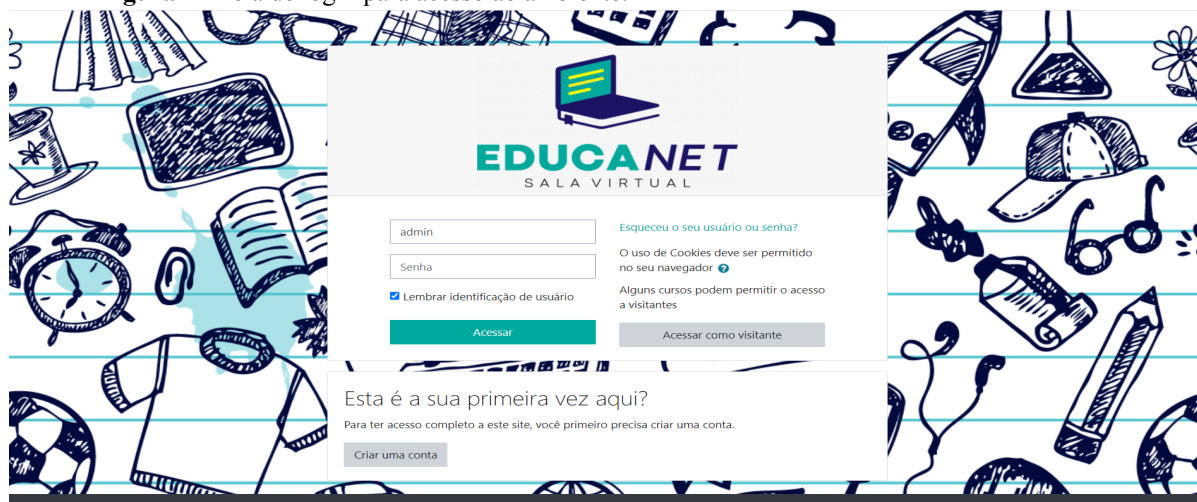 EDUCANET
SALA VIRTUAL
admin
Senha
Lembrar identificação de usuário
Acessar
Esqueceu o seu usuário ou senha?
O uso de Cookies deve ser permitido
no seu navegador ?
Alguns cursos podem permitir o acesso
a visitantes
Acessar como visitante
Esta é a sua primeira vez aqui?
Para ter acesso completo a este site, você primeiro precisa criar uma conta.
Criar uma conta